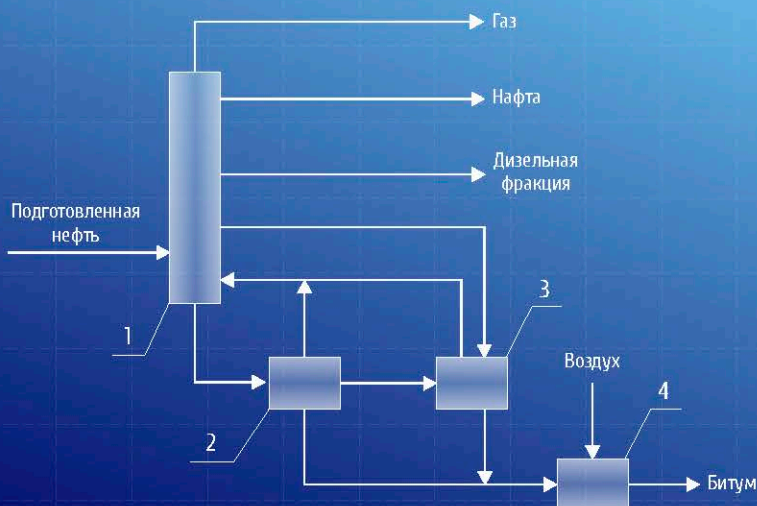 Газ
Нафта
Дизельная
фракция
Подготовленная
нефть
1
3
Воздух
2
4
Битум